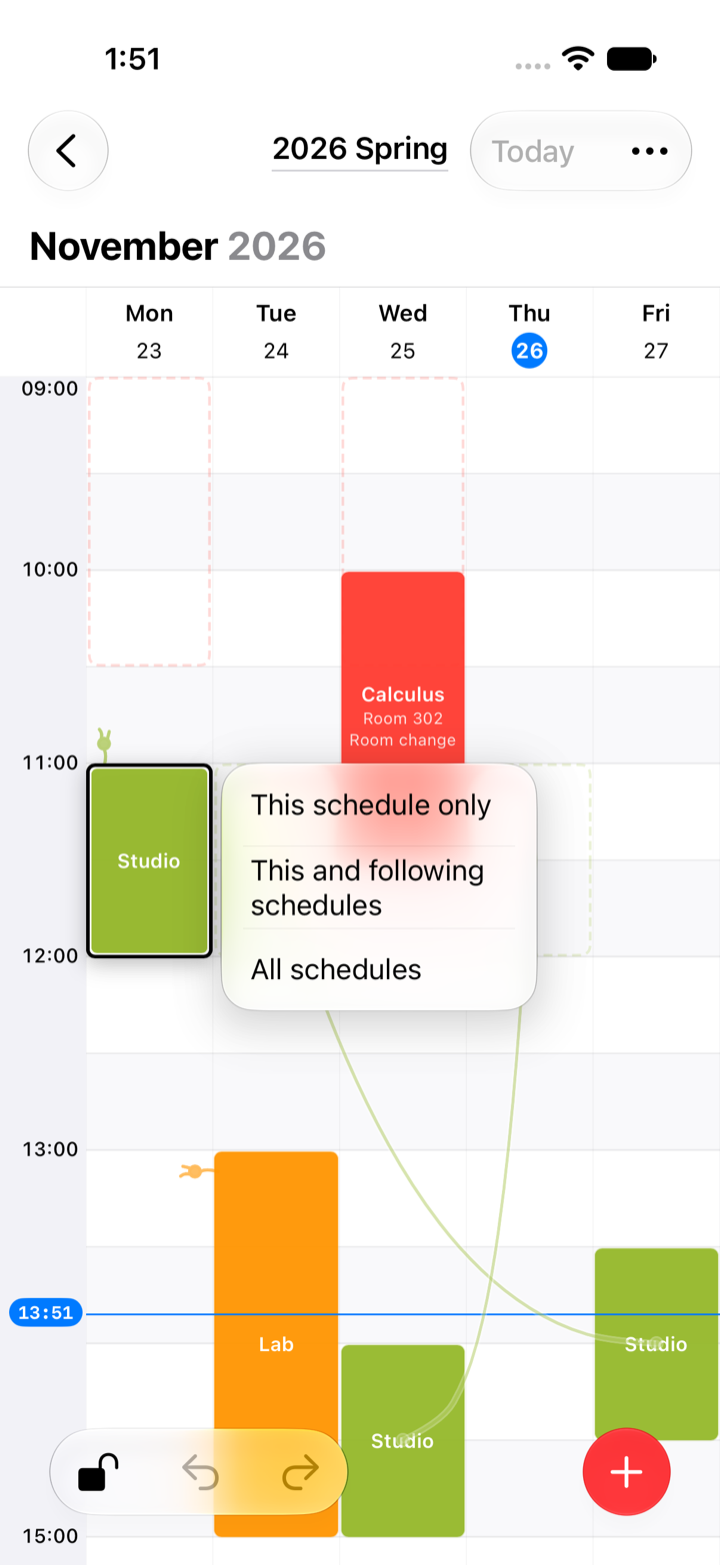 1:51
2026 Spring
Today
November 2026
Mon Tue Wed Thu Fri
23 24 25 26 27
09:00
10:00
Calculus
Room 302
Room change
11:00
This schedule only
Studio
This and following
schedules
12:00
All schedules
13:00
13:51
Lab
Studio
Studio
15:00